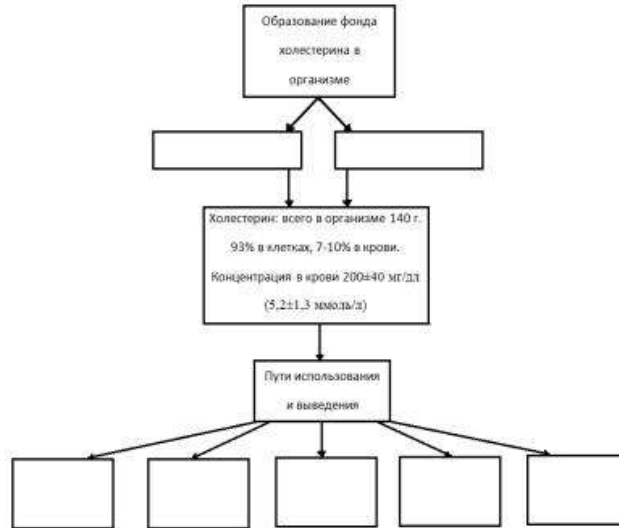 Образование фонда
холестерина в
организме
Холестерин: всего в организме 140 г.
93% в клетках, 7-10% в крови.
Концентрация в крови 200±40 мг/дл
(5,2±1,3 ммоль/л)
Пути использования
и выведения